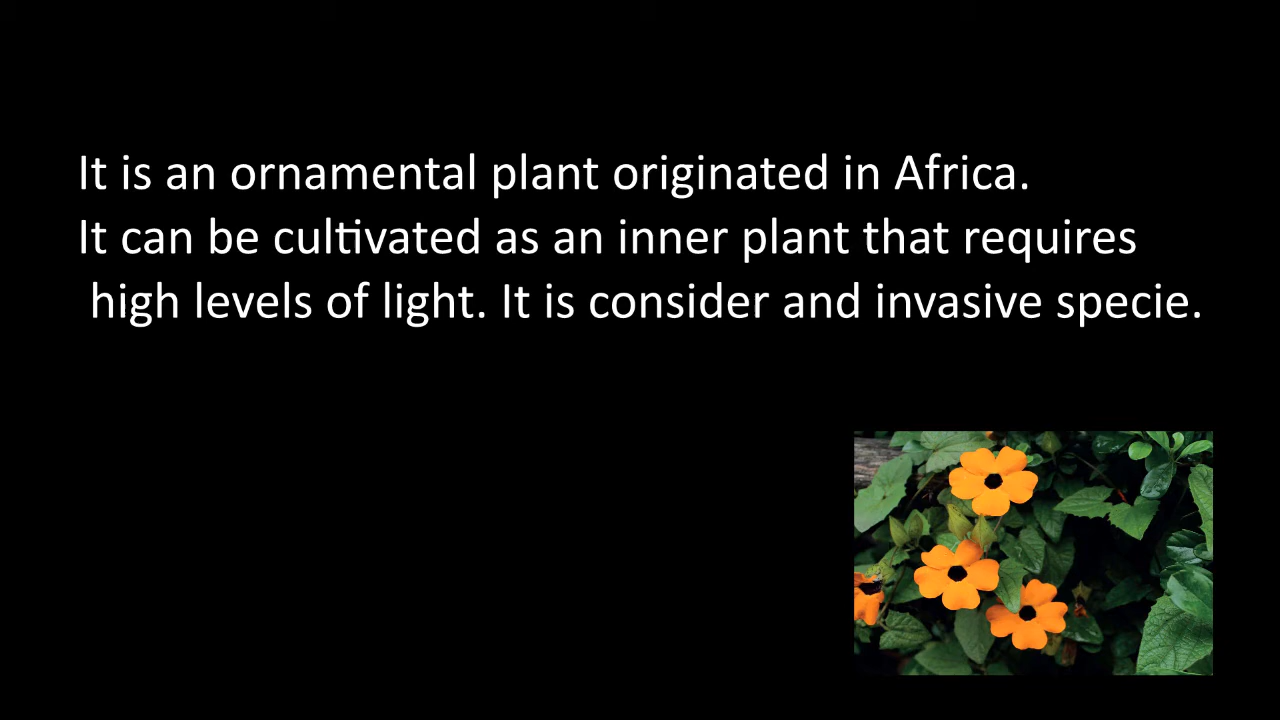 It is an ornamental plant originated in Africa.
It can be cultivated as an inner plant that requires
high levels of light. It is consider and invasive specie.